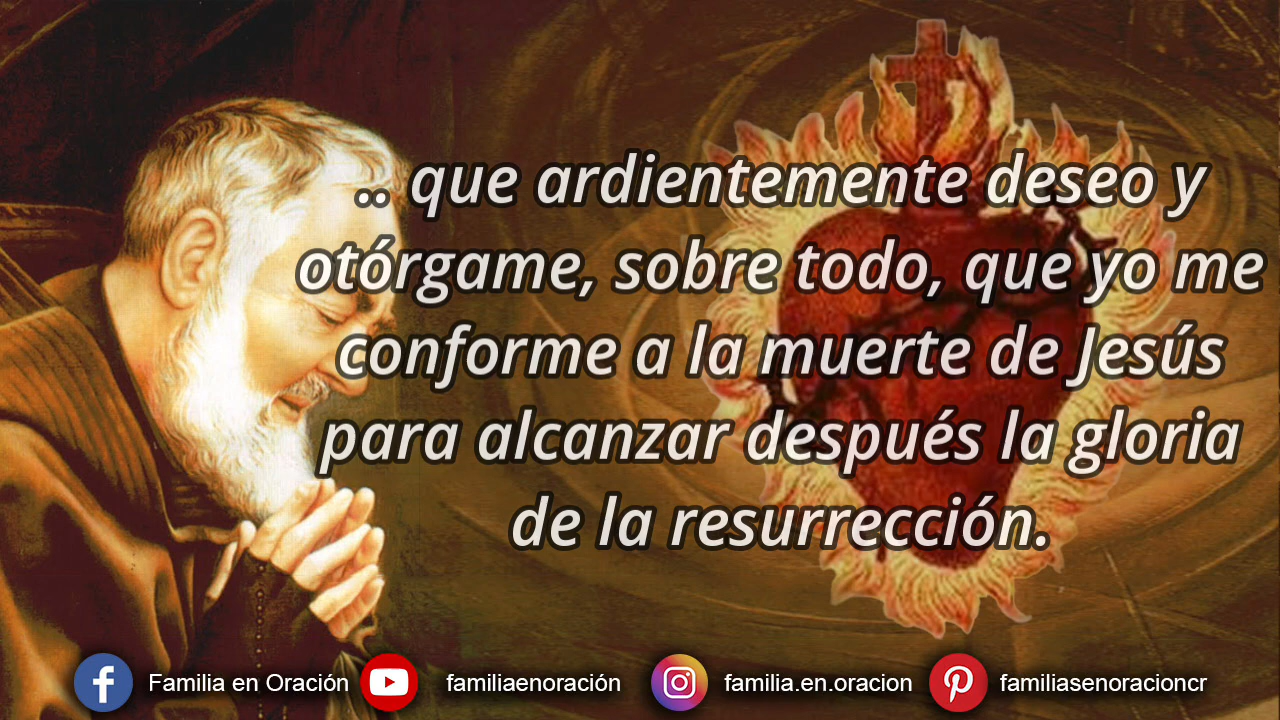 .. que ardientemente deseo y
otórgame, sobre todo, que yo me
conforme a la muerte de Jesús
para alcanzar después la gloria
de la resurrección.
Familia en Oración familiaenoración familia.en.oracion familiasenoracioncr